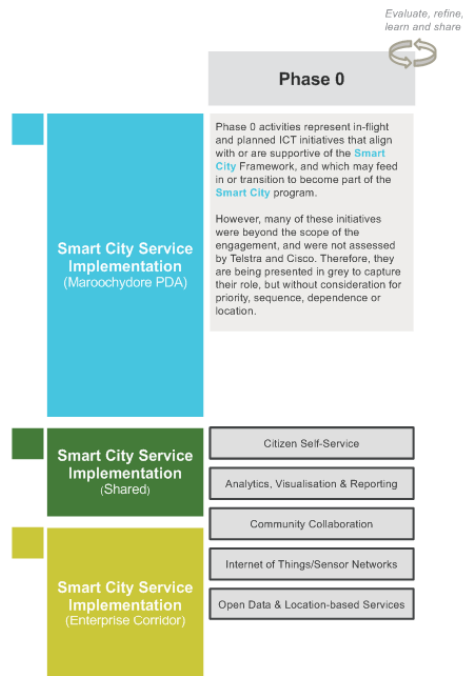 Evaluate, refine,
learn and share
Phase 0
Phase 0 activities represent in-flight
and planned ICT initiatives that align
with or are supportive of the Smart
City Framework, and which may feed
in or transition to become part of the
Smart City program.
However, many of these initiatives
were beyond the scope of the
engagement, and were not assessed
by Telstra and Cisco. Therefore, they
are being presented in grey to capture
their role, but without consideration for
priority, sequence, dependence or
location.
Smart City Service
Implementation
(Maroochydore PDA)
Smart City Service
Implementation
(Shared)
Smart City Service
Implementation
(Enterprise Corridor)
Citizen Self-Service
Analytics, Visualisation & Reporting
Community Collaboration
Internet of Things/Sensor Networks
Open Data & Location-based Services